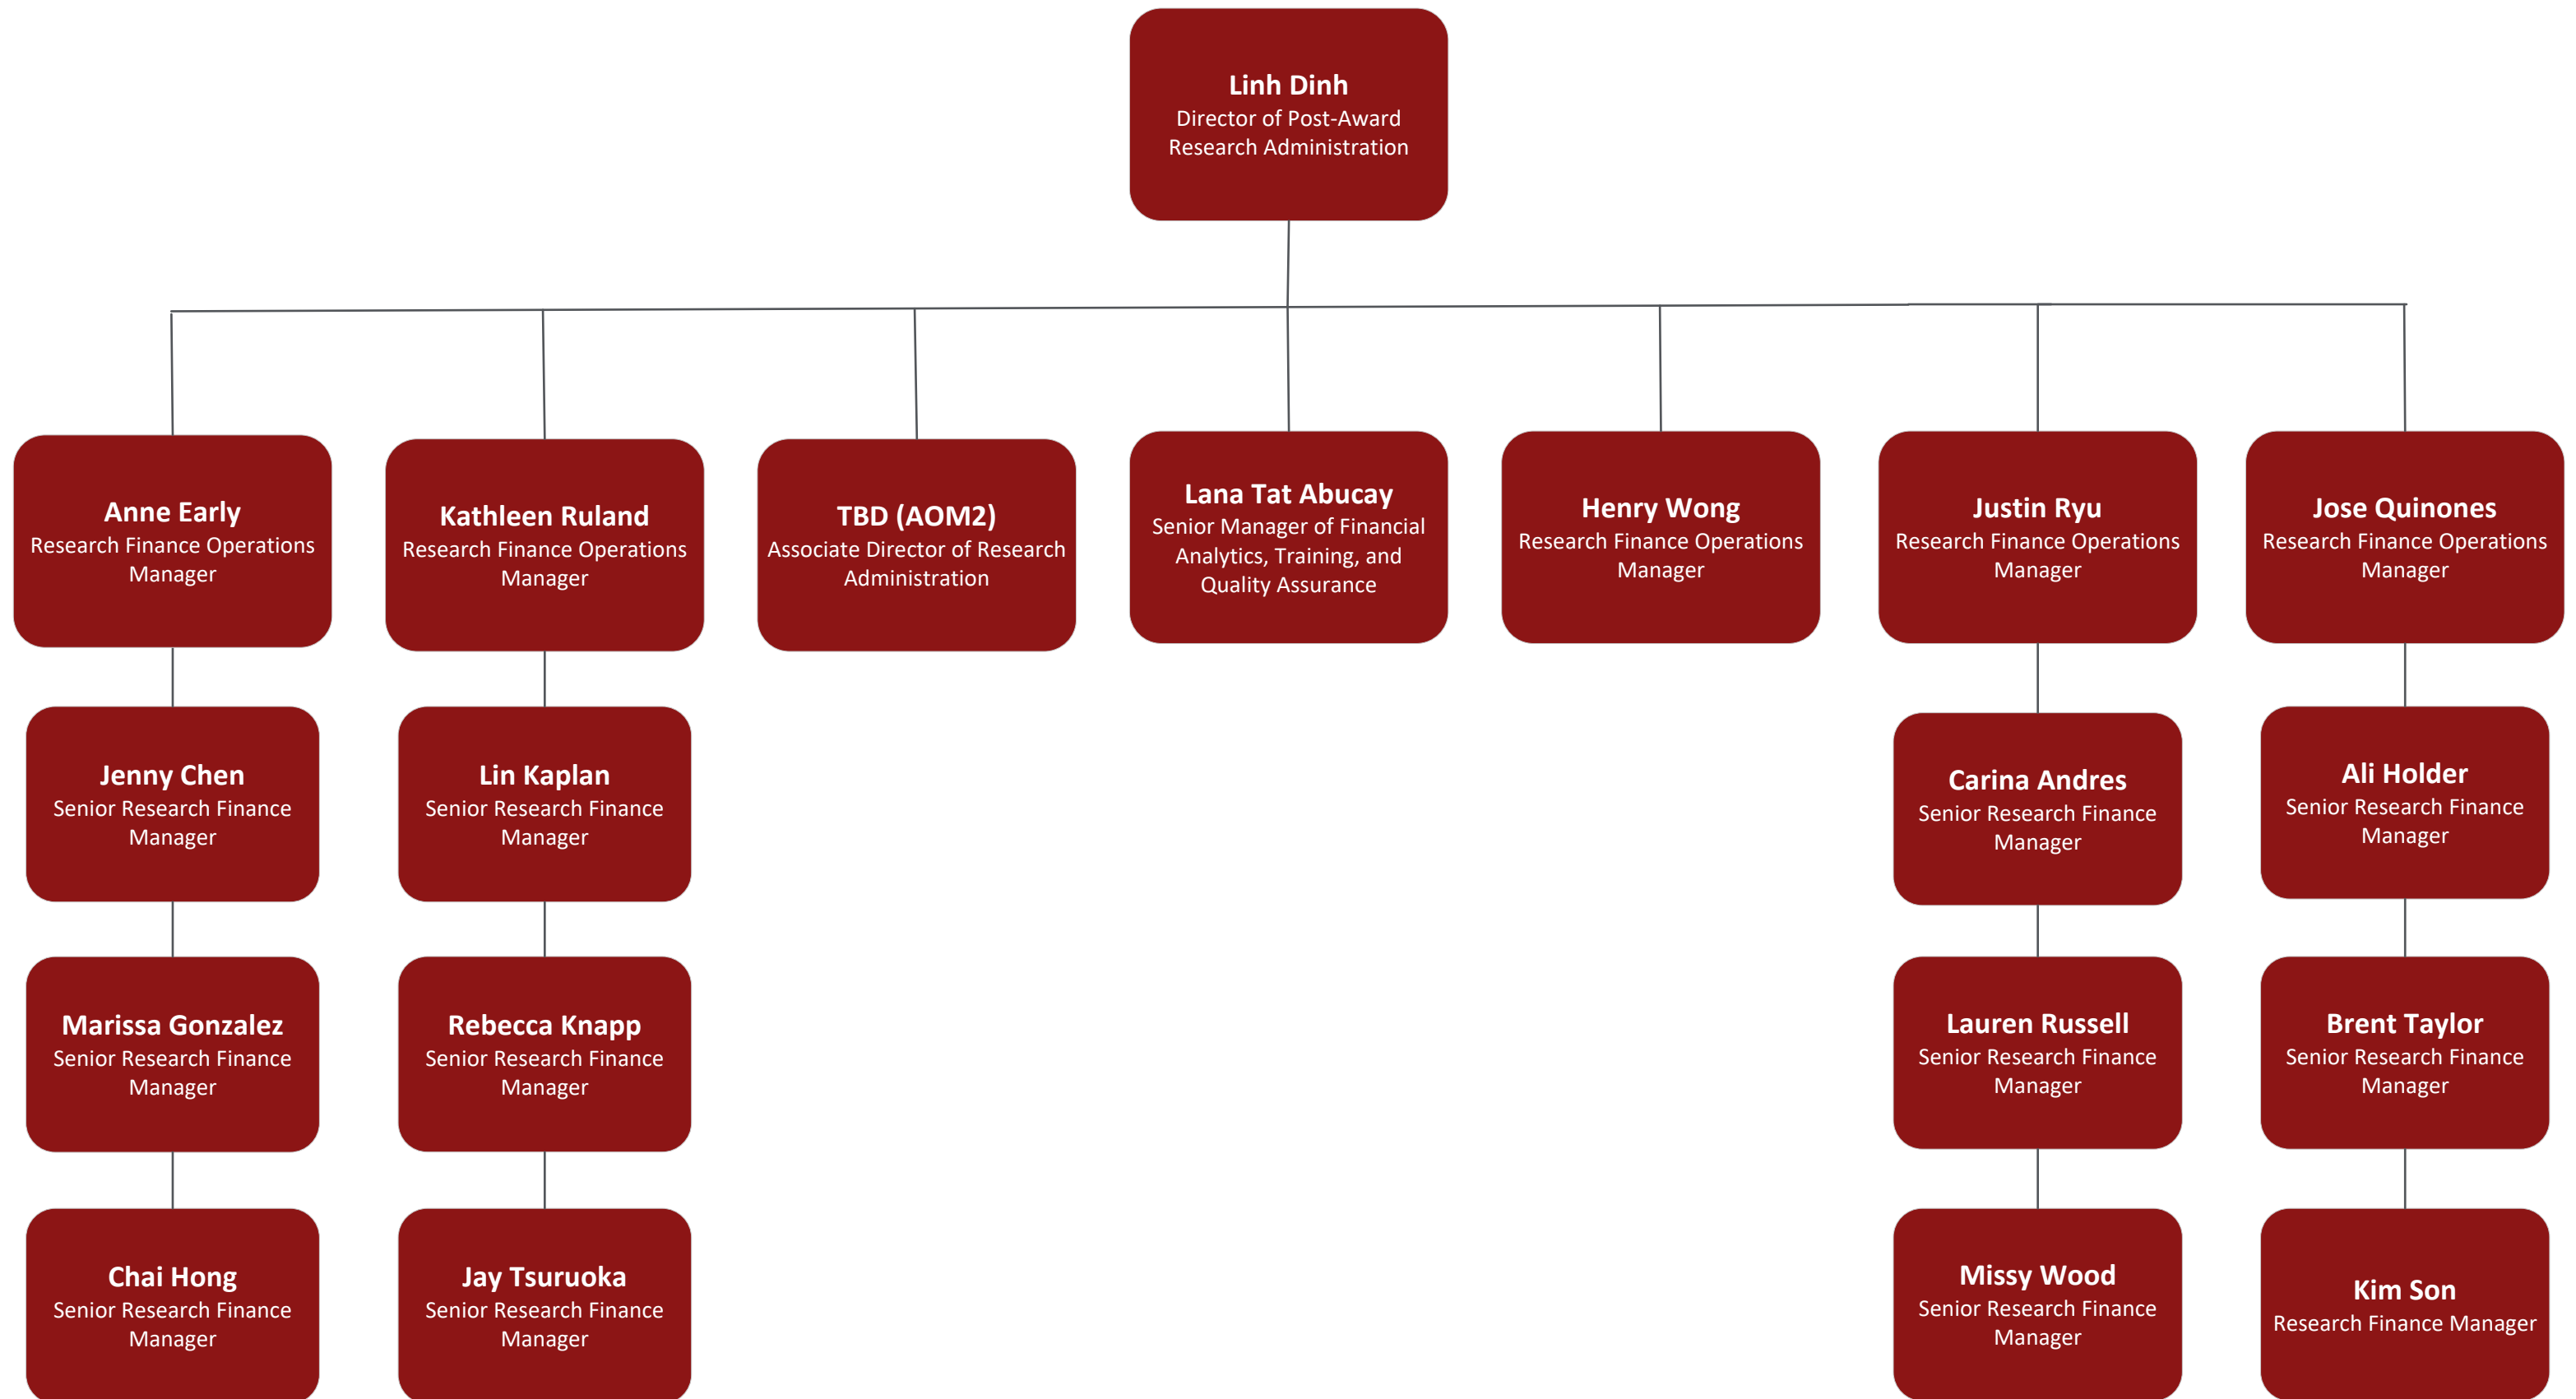 Linh Dinh
Director of Post-Award
Research Administration
Anne Early
Research Finance Operations
Manager
Kathleen Ruland
Research Finance Operations
Manager
TBD (AOM2)
Associate Director of Research
Administration
Lana Tat Abucay
Senior Manager of Financial
Analytics, Training, and
Quality Assurance
Henry Wong
Research Finance Operations
Manager
Justin Ryu
Research Finance Operations
Manager
Jose Quinones
Research Finance Operations
Manager
Jenny Chen
Senior Research Finance
Manager
Lin Kaplan
Senior Research Finance
Manager
Carina Andres
Senior Research Finance
Manager
Ali Holder
Senior Research Finance
Manager
Marissa Gonzalez
Senior Research Finance
Manager
Rebecca Knapp
Senior Research Finance
Manager
Lauren Russell
Senior Research Finance
Manager
Brent Taylor
Senior Research Finance
Manager
Chai Hong
Senior Research Finance
Manager
Jay Tsuruoka
Senior Research Finance
Manager
Missy Wood
Senior Research Finance
Manager
Kim Son
Research Finance Manager